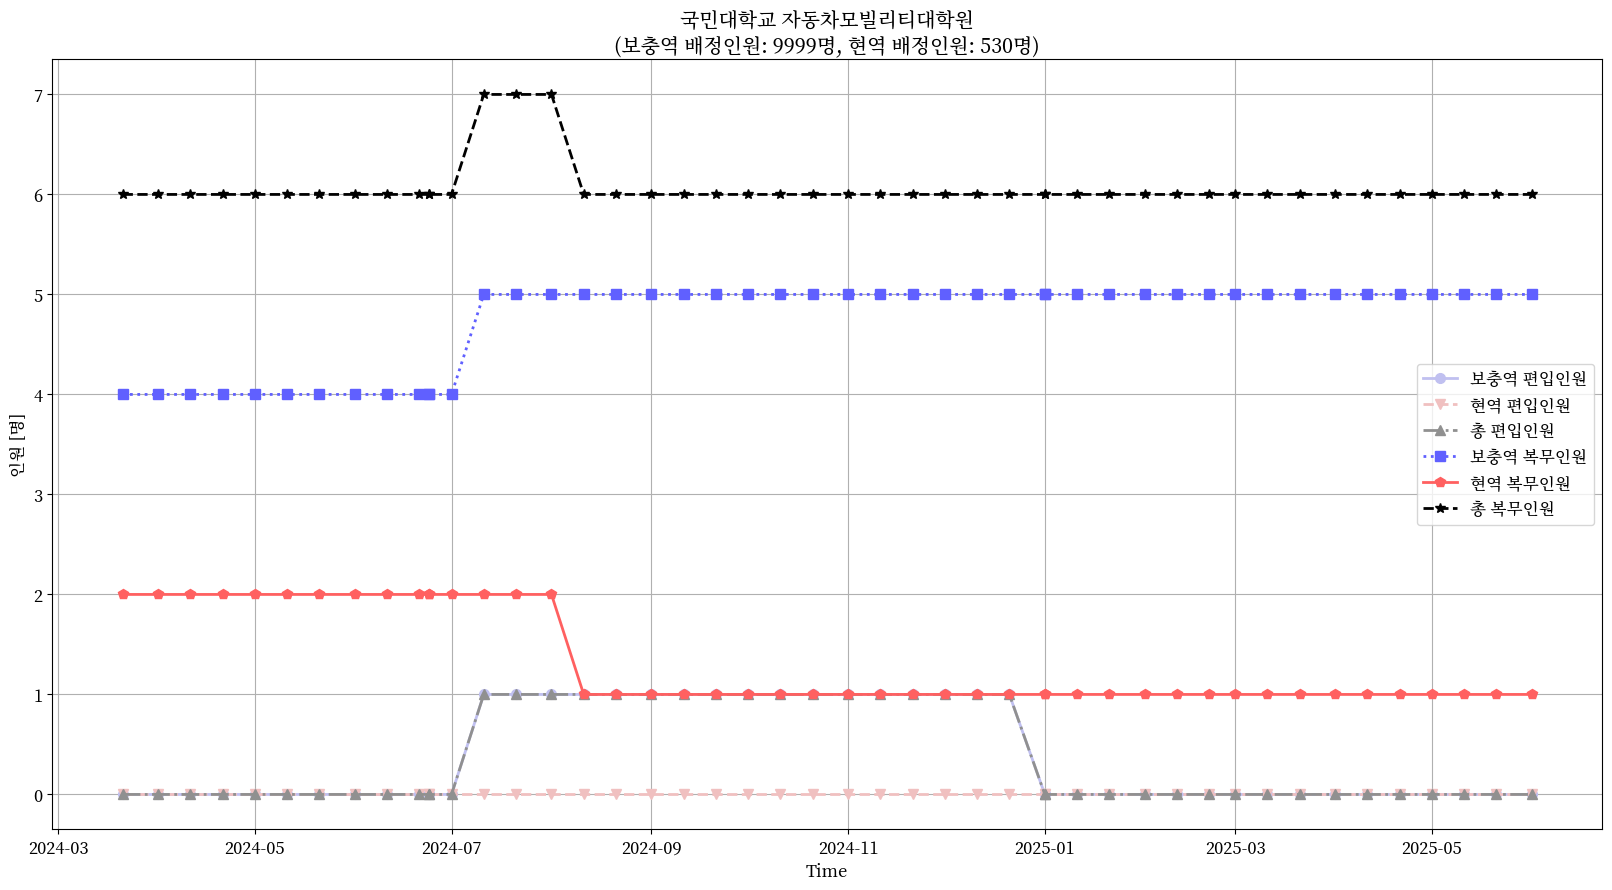 국민대학교 자동차모빌리티대학원
(보충역 배정인원: 9999명, 현역 배정인원: 530명)
인원 [명]
7
6
5
4
3
2
1
0
보충역 편입인원
현역 편입인원
총 편입인원
보충역 복무인원
현역 복무인원
총 복무인원
2024-03 2024-05 2024-07 2024-09 2024-11 2025-01 2025-03 2025-05
Time